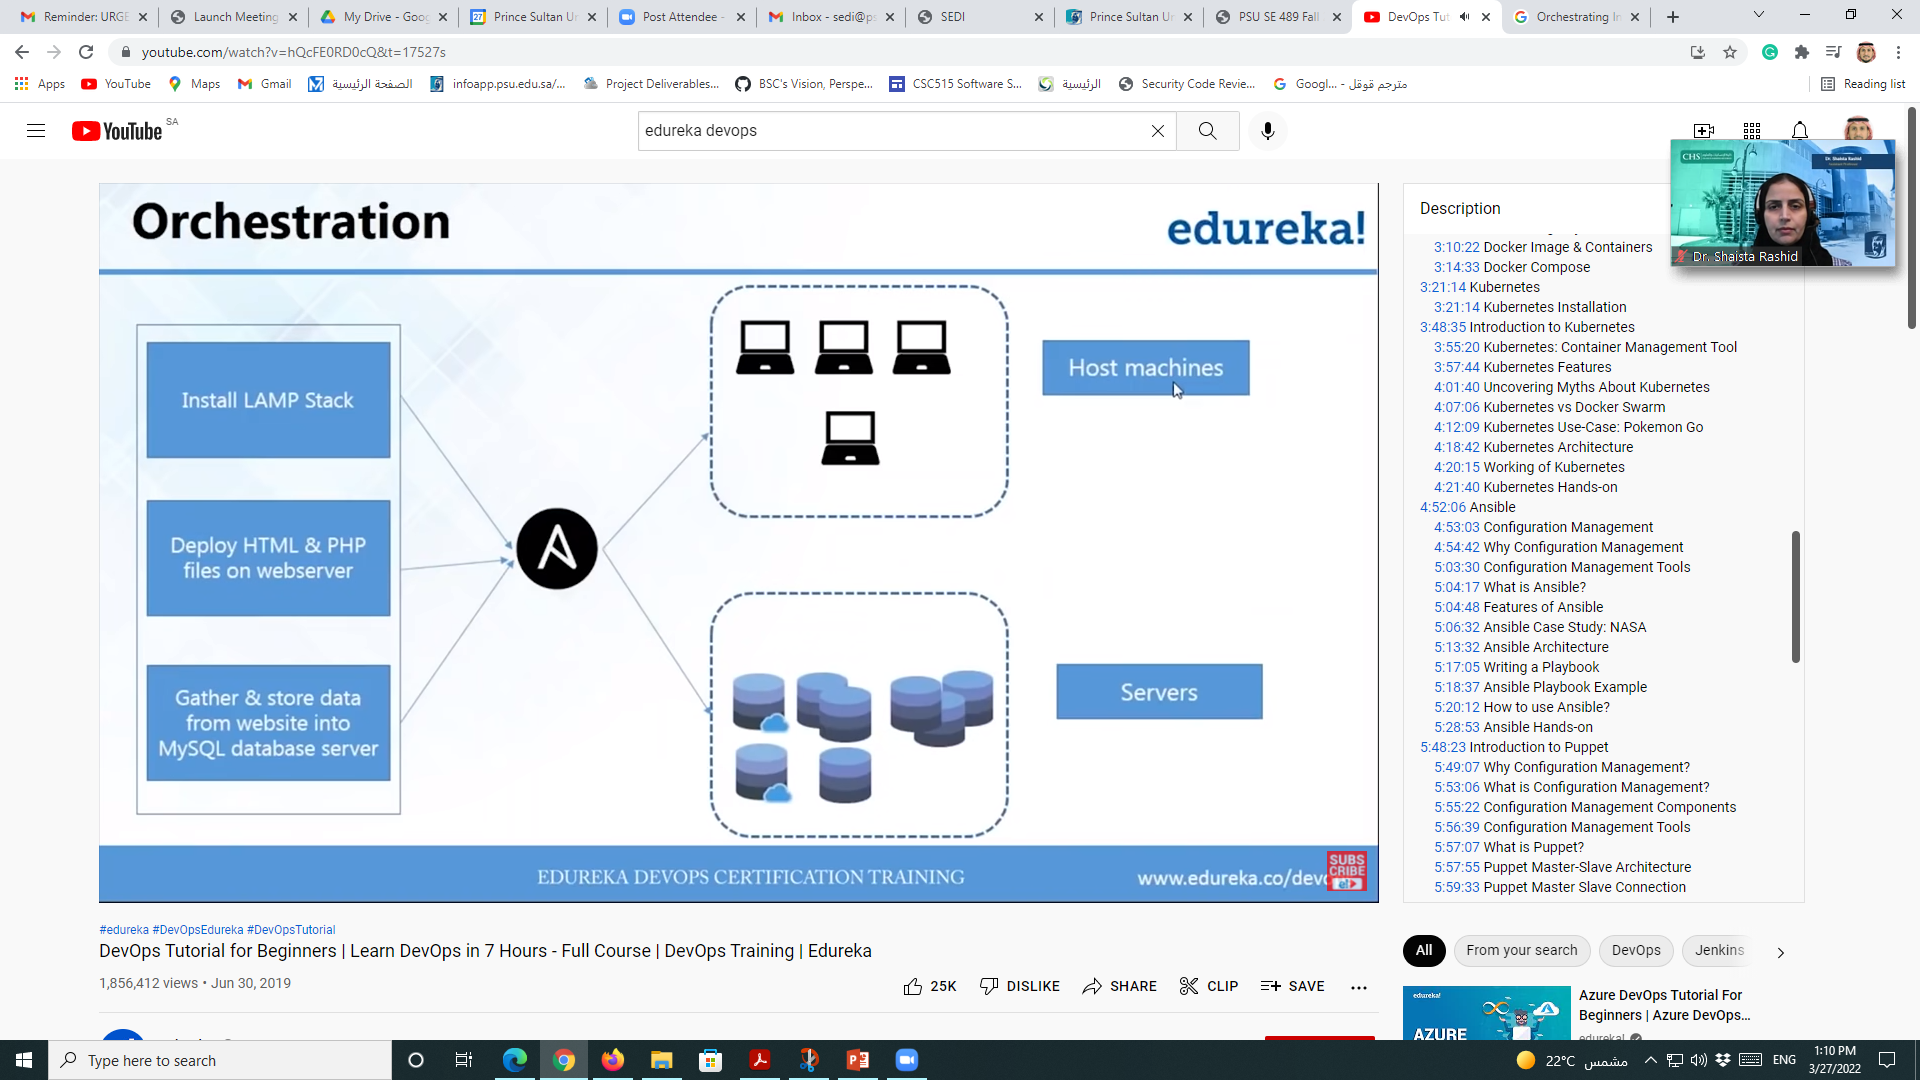 Reminder: URGE
Launch Meeting
My Drive - Goog
Prince Sultan Un
Post Attendee -
Inbox - sedi@ps
SEDI
Prince Sultan Un
PSU SE 489 Fall
DevOps Tut
Orchestrating In
youtube.com/watch?v=hQcFE0RD0cQ&t=17527s
Apps
YouTube
Maps
Gmail
الصفحة الرئيسية
infoapp.psu.edu.sa/...
Project Deliverables...
BSC's Vision, Perspe...
CSC515 Software S...
الرئيسية
Security Code Revie...
مترجم قوقل - ...Googl
Reading list
YouTube SA
edureka devops
Orchestration
edureka!
Install LAMP Stack
Deploy HTML & PHP
files on webserver
Gather & store data
from website into
MySQL database server
Host machines
Servers
EDUREKA DEVOPS CERTIFICATION TRAINING
www.edureka.co/devo
SUBS
CRIBE
CHS
Dr. Shaista Rashid
Dr. Shaista Rashid
Description
3:10:22 Docker Image & Containers
3:14:33 Docker Compose
3:21:14 Kubernetes
3:21:14 Kubernetes Installation
3:48:35 Introduction to Kubernetes
3:55:20 Kubernetes: Container Management Tool
3:57:44 Kubernetes Features
4:01:40 Uncovering Myths About Kubernetes
4:07:06 Kubernetes vs Docker Swarm
4:12:09 Kubernetes Use-Case: Pokemon Go
4:18:42 Kubernetes Architecture
4:20:15 Working of Kubernetes
4:21:40 Kubernetes Hands-on
4:52:06 Ansible
4:53:03 Configuration Management
4:54:42 Why Configuration Management
5:03:30 Configuration Management Tools
5:04:17 What is Ansible?
5:04:48 Features of Ansible
5:06:32 Ansible Case Study: NASA
5:13:32 Ansible Architecture
5:17:05 Writing a Playbook
5:18:37 Ansible Playbook Example
5:20:12 How to use Ansible?
5:28:53 Ansible Hands-on
5:48:23 Introduction to Puppet
5:49:07 Why Configuration Management?
5:53:06 What is Configuration Management?
5:55:22 Configuration Management Components
5:56:39 Configuration Management Tools
5:57:07 What is Puppet?
5:57:55 Puppet Master-Slave Architecture
5:59:33 Puppet Master Slave Connection
#edureka #DevOpsEdureka #DevOpsTutorial
DevOps Tutorial for Beginners | Learn DevOps in 7 Hours - Full Course | DevOps Training | Edureka
1,856,412 views • Jun 30, 2019
25K
DISLIKE
SHARE
CLIP
SAVE
All
From your search
DevOps
Jenkins
edureka!
AZURE
Azure DevOps Tutorial For
Beginners | Azure DevOps...
edureka!
Type here to search
22°C مشمس
ENG
1:10 PM
3/27/2022